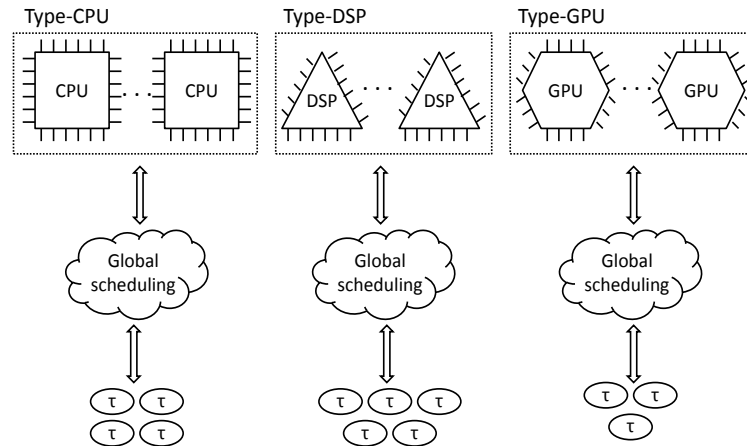 Type-CPU Type-DSP Type-GPU
CPU . . . CPU DSP . . . DSP GPU . . . GPU
Global Global Global
scheduling scheduling scheduling
τ τ τ τ τ τ τ
τ τ τ τ τ